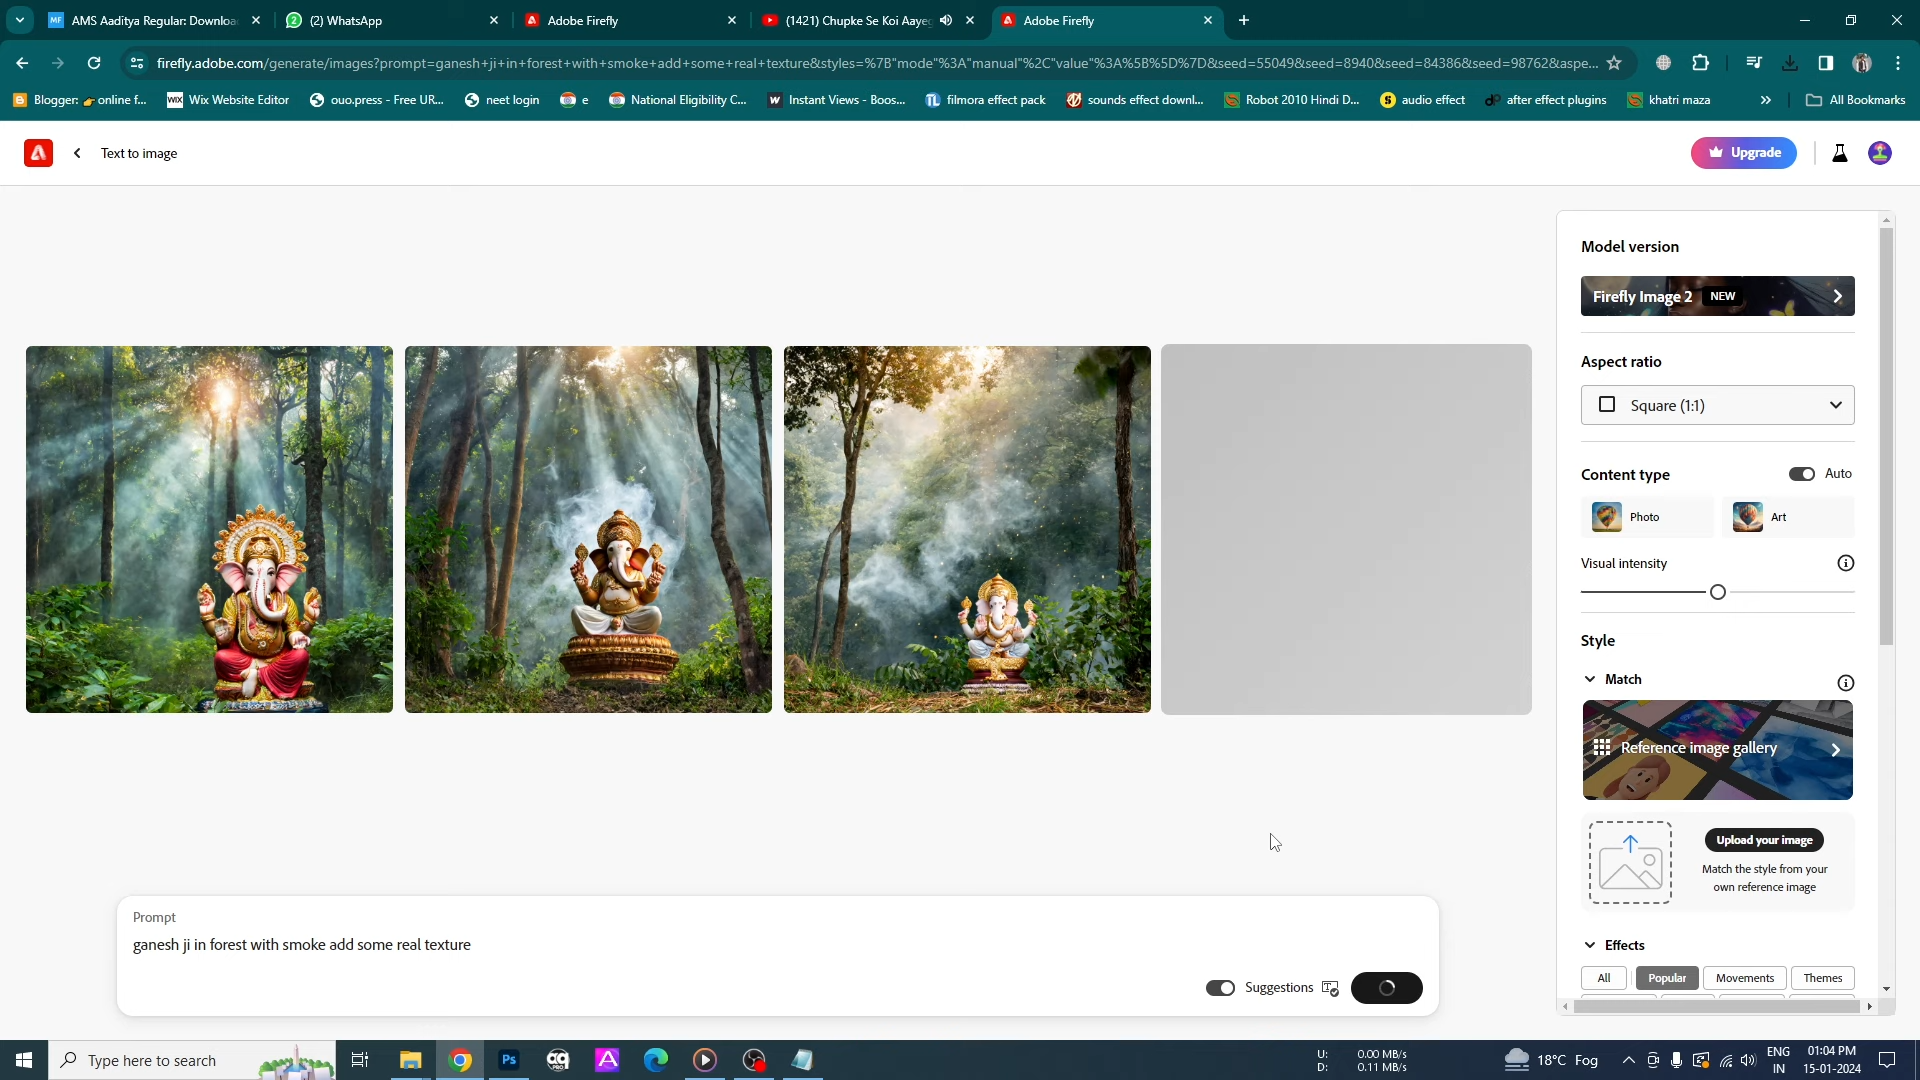 AMS Aaditya Regular: Downloa
(2) WhatsApp
Adobe Firefly
(1421) Chupke Se Koi Aayeg
Adobe Firefly
firefly.adobe.com/generate/images?prompt=ganesh+ji+in+forest+with+smoke+add+some+real+texture&styles=%7B"mode"%3A"manual"%2C"value"%3A%5B%5D%7D&seed=55049&seed=8940&seed=84386&seed=98762&aspe...
Blogger: 👉online f...
WIX Wix Website Editor
ouo.press - Free UR...
neet login
e
National Eligibility C...
W Instant Views - Boos...
TL filmora effect pack
sounds effect downl...
Robot 2010 Hindi D...
S audio effect
after effect plugins
khatri maza
»
All Bookmarks
Text to image
Upgrade
Model version
Firefly Image 2 NEW
Aspect ratio
Square (1:1)
Content type
Auto
Photo
Art
Visual intensity
Style
Match
Reference image gallery
Upload your image
Match the style from your
own reference image
Effects
All
Popular
Movements
Themes
Prompt
ganesh ji in forest with smoke add some real texture
Suggestions
Type here to search
Ps
U: 0.00 MB/s
D: 0.11 MB/s
18°C Fog
ENG
IN
01:04 PM
15-01-2024